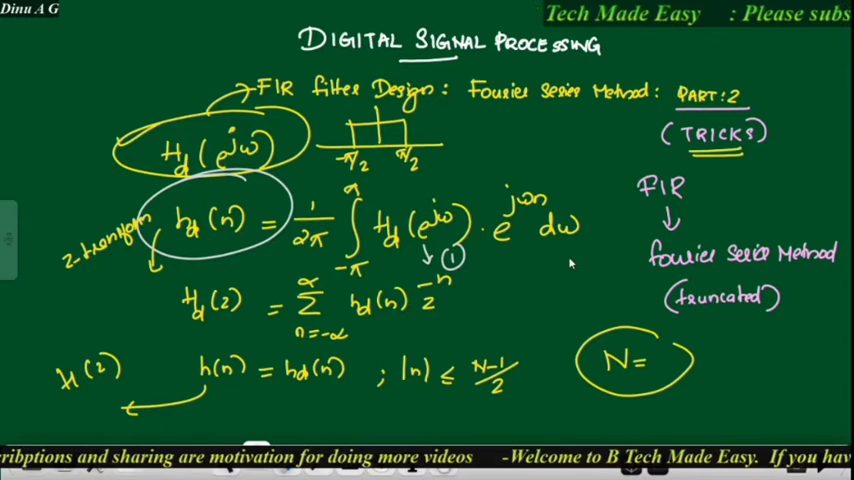 Dinu A G
Tech Made Easy : Please subs
DIGITAL SIGNAL PROCESSING
FIR filter Design: Fourier Series Method: PART:2
(TRICKS)
Hd(e^jω)
-π/2 π/2
FIR
z-transform
hd(n) = 1/2π ∫ -π π Hd(e^jω) · e^jωn dω
①
fourier Series Method
(truncated)
Hd(z) = Σ n=-∞ ∞ hd(n) z^-n
H(z) h(n) = hd(n) ; |n| ≤ N-1/2
N=
cribptions and sharing are motivation for doing more videos -Welcome to B Tech Made Easy. If you hav